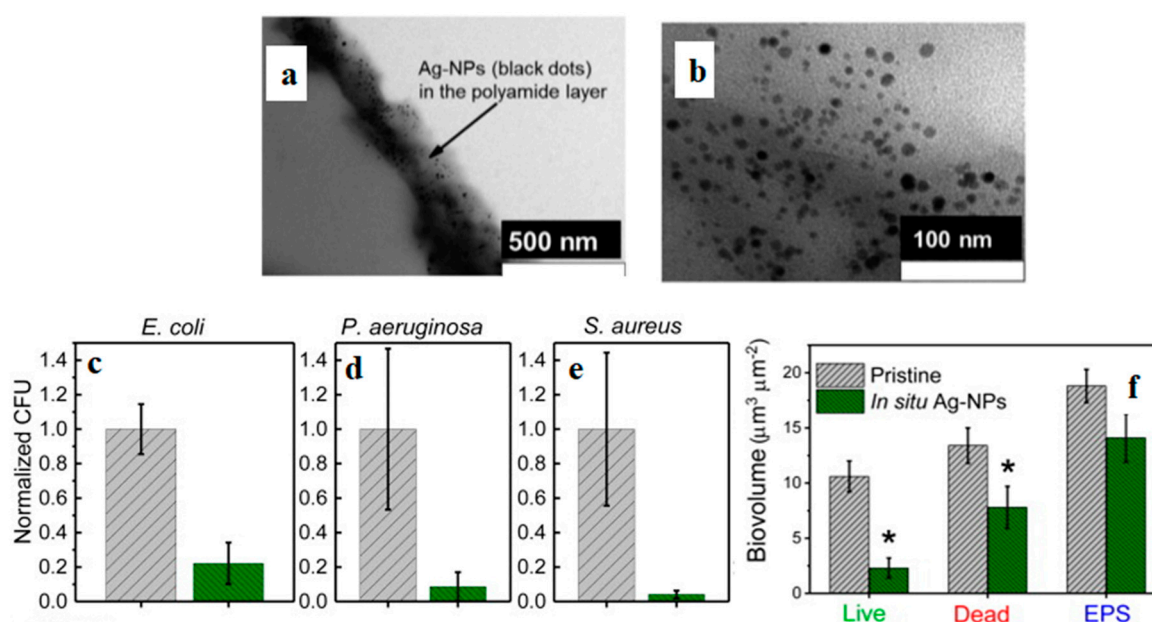 a
Ag-NPs (black dots)
in the polyamide layer
500 nm
b
100 nm
E. coli
P. aeruginosa
S. aureus
Normalized CFU
1.4
1.2
1.0
0.8
0.6
0.4
0.2
0.0
c
1.4
1.2
1.0
0.8
0.6
0.4
0.2
0.0
d
1.4
1.2
1.0
0.8
0.6
0.4
0.2
0.0
e
Biovolume (μm³ μm⁻²)
20
15
10
5
0
Pristine
In situ Ag-NPs
f
*
*
Live
Dead
EPS